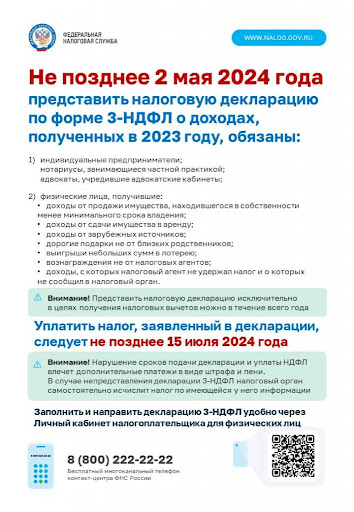 ФЕДЕРАЛЬНАЯ
НАЛОГОВАЯ СЛУЖБА
WWW.NALOG.GOV.RU
Не позднее 2 мая 2024 года
представить налоговую декларацию
по форме 3-НДФЛ о доходах,
полученных в 2023 году, обязаны:
1) индивидуальные предприниматели;
нотариусы, занимающиеся частной практикой;
адвокаты, учредившие адвокатские кабинеты;
2) физические лица, получившие:
• доходы от продажи имущества, находившегося в собственности
менее минимального срока владения;
• доходы от сдачи имущества в аренду;
• доходы от зарубежных источников;
• дорогие подарки не от близких родственников;
• выигрыши небольших сумм в лотерею;
• вознаграждения не от налоговых агентов;
• доходы, с которых налоговый агент не удержал налог и о которых
не сообщил в налоговый орган.
Внимание! Представить налоговую декларацию исключительно
в целях получения налоговых вычетов можно в течение всего года
Уплатить налог, заявленный в декларации,
следует не позднее 15 июля 2024 года
Внимание! Нарушение сроков подачи декларации и уплаты НДФЛ
влечет дополнительные платежи в виде штрафа и пени.
В случае непредставления декларации 3-НДФЛ налоговый орган
самостоятельно исчислит налог по имеющейся у него информации
Заполнить и направить декларацию 3-НДФЛ удобно через
Личный кабинет налогоплательщика для физических лиц
8 (800) 222-22-22
Бесплатный многоканальный телефон
контакт-центра ФНС России